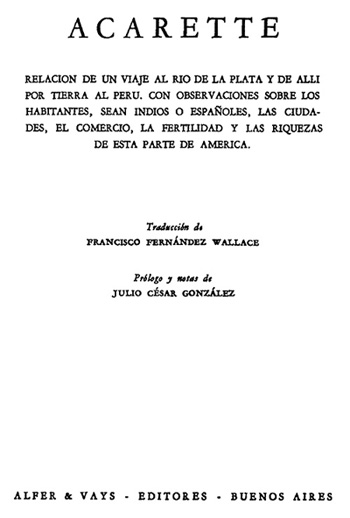 ACARETTE
RELACION DE UN VIAJE AL RIO DE LA PLATA Y DE ALLI
POR TIERRA AL PERU. CON OBSERVACIONES SOBRE LOS
HABITANTES, SEAN INDIOS O ESPAÑOLES, LAS CIUDA-
DES, EL COMERCIO, LA FERTILIDAD Y LAS RIQUEZAS
DE ESTA PARTE DE AMERICA.
Traducción de
FRANCISCO FERNÁNDEZ WALLACE
Prólogo y notas de
JULIO CÉSAR GONZÁLEZ
ALFER & VAYS - EDITORES - BUENOS AIRES